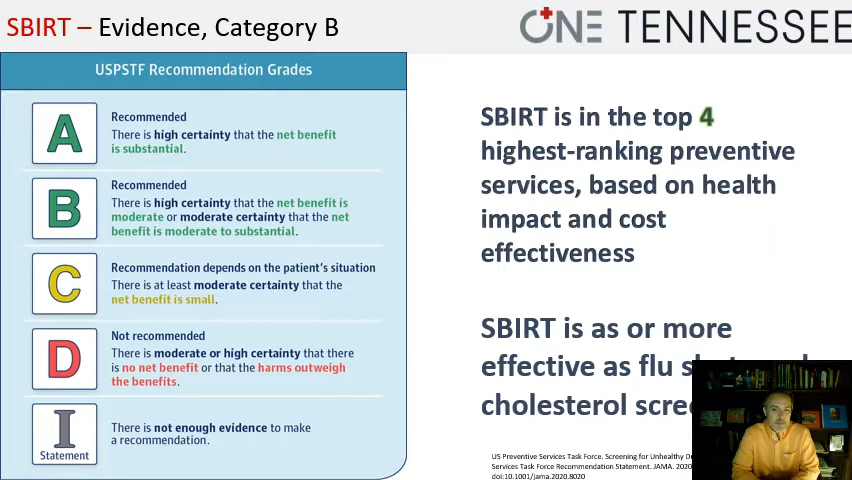 SBIRT – Evidence, Category B
ONE TENNESSEE
USPSTF Recommendation Grades
A
Recommended
There is high certainty that the net benefit
is substantial.
B
Recommended
There is high certainty that the net benefit is
moderate or moderate certainty that the net
benefit is moderate to substantial.
C
Recommendation depends on the patient's situation
There is at least moderate certainty that the
net benefit is small.
D
Not recommended
There is moderate or high certainty that there
is no net benefit or that the harms outweigh
the benefits.
I
Statement
There is not enough evidence to make
a recommendation.
SBIRT is in the top 4
highest-ranking preventive
services, based on health
impact and cost
effectiveness
SBIRT is as or more
effective as flu
cholesterol
US Preventive Services Task Force. Screening for Unhealthy
Services Task Force Recommendation Statement. JAMA. 2020
doi:10.1001/jama.2020.8020